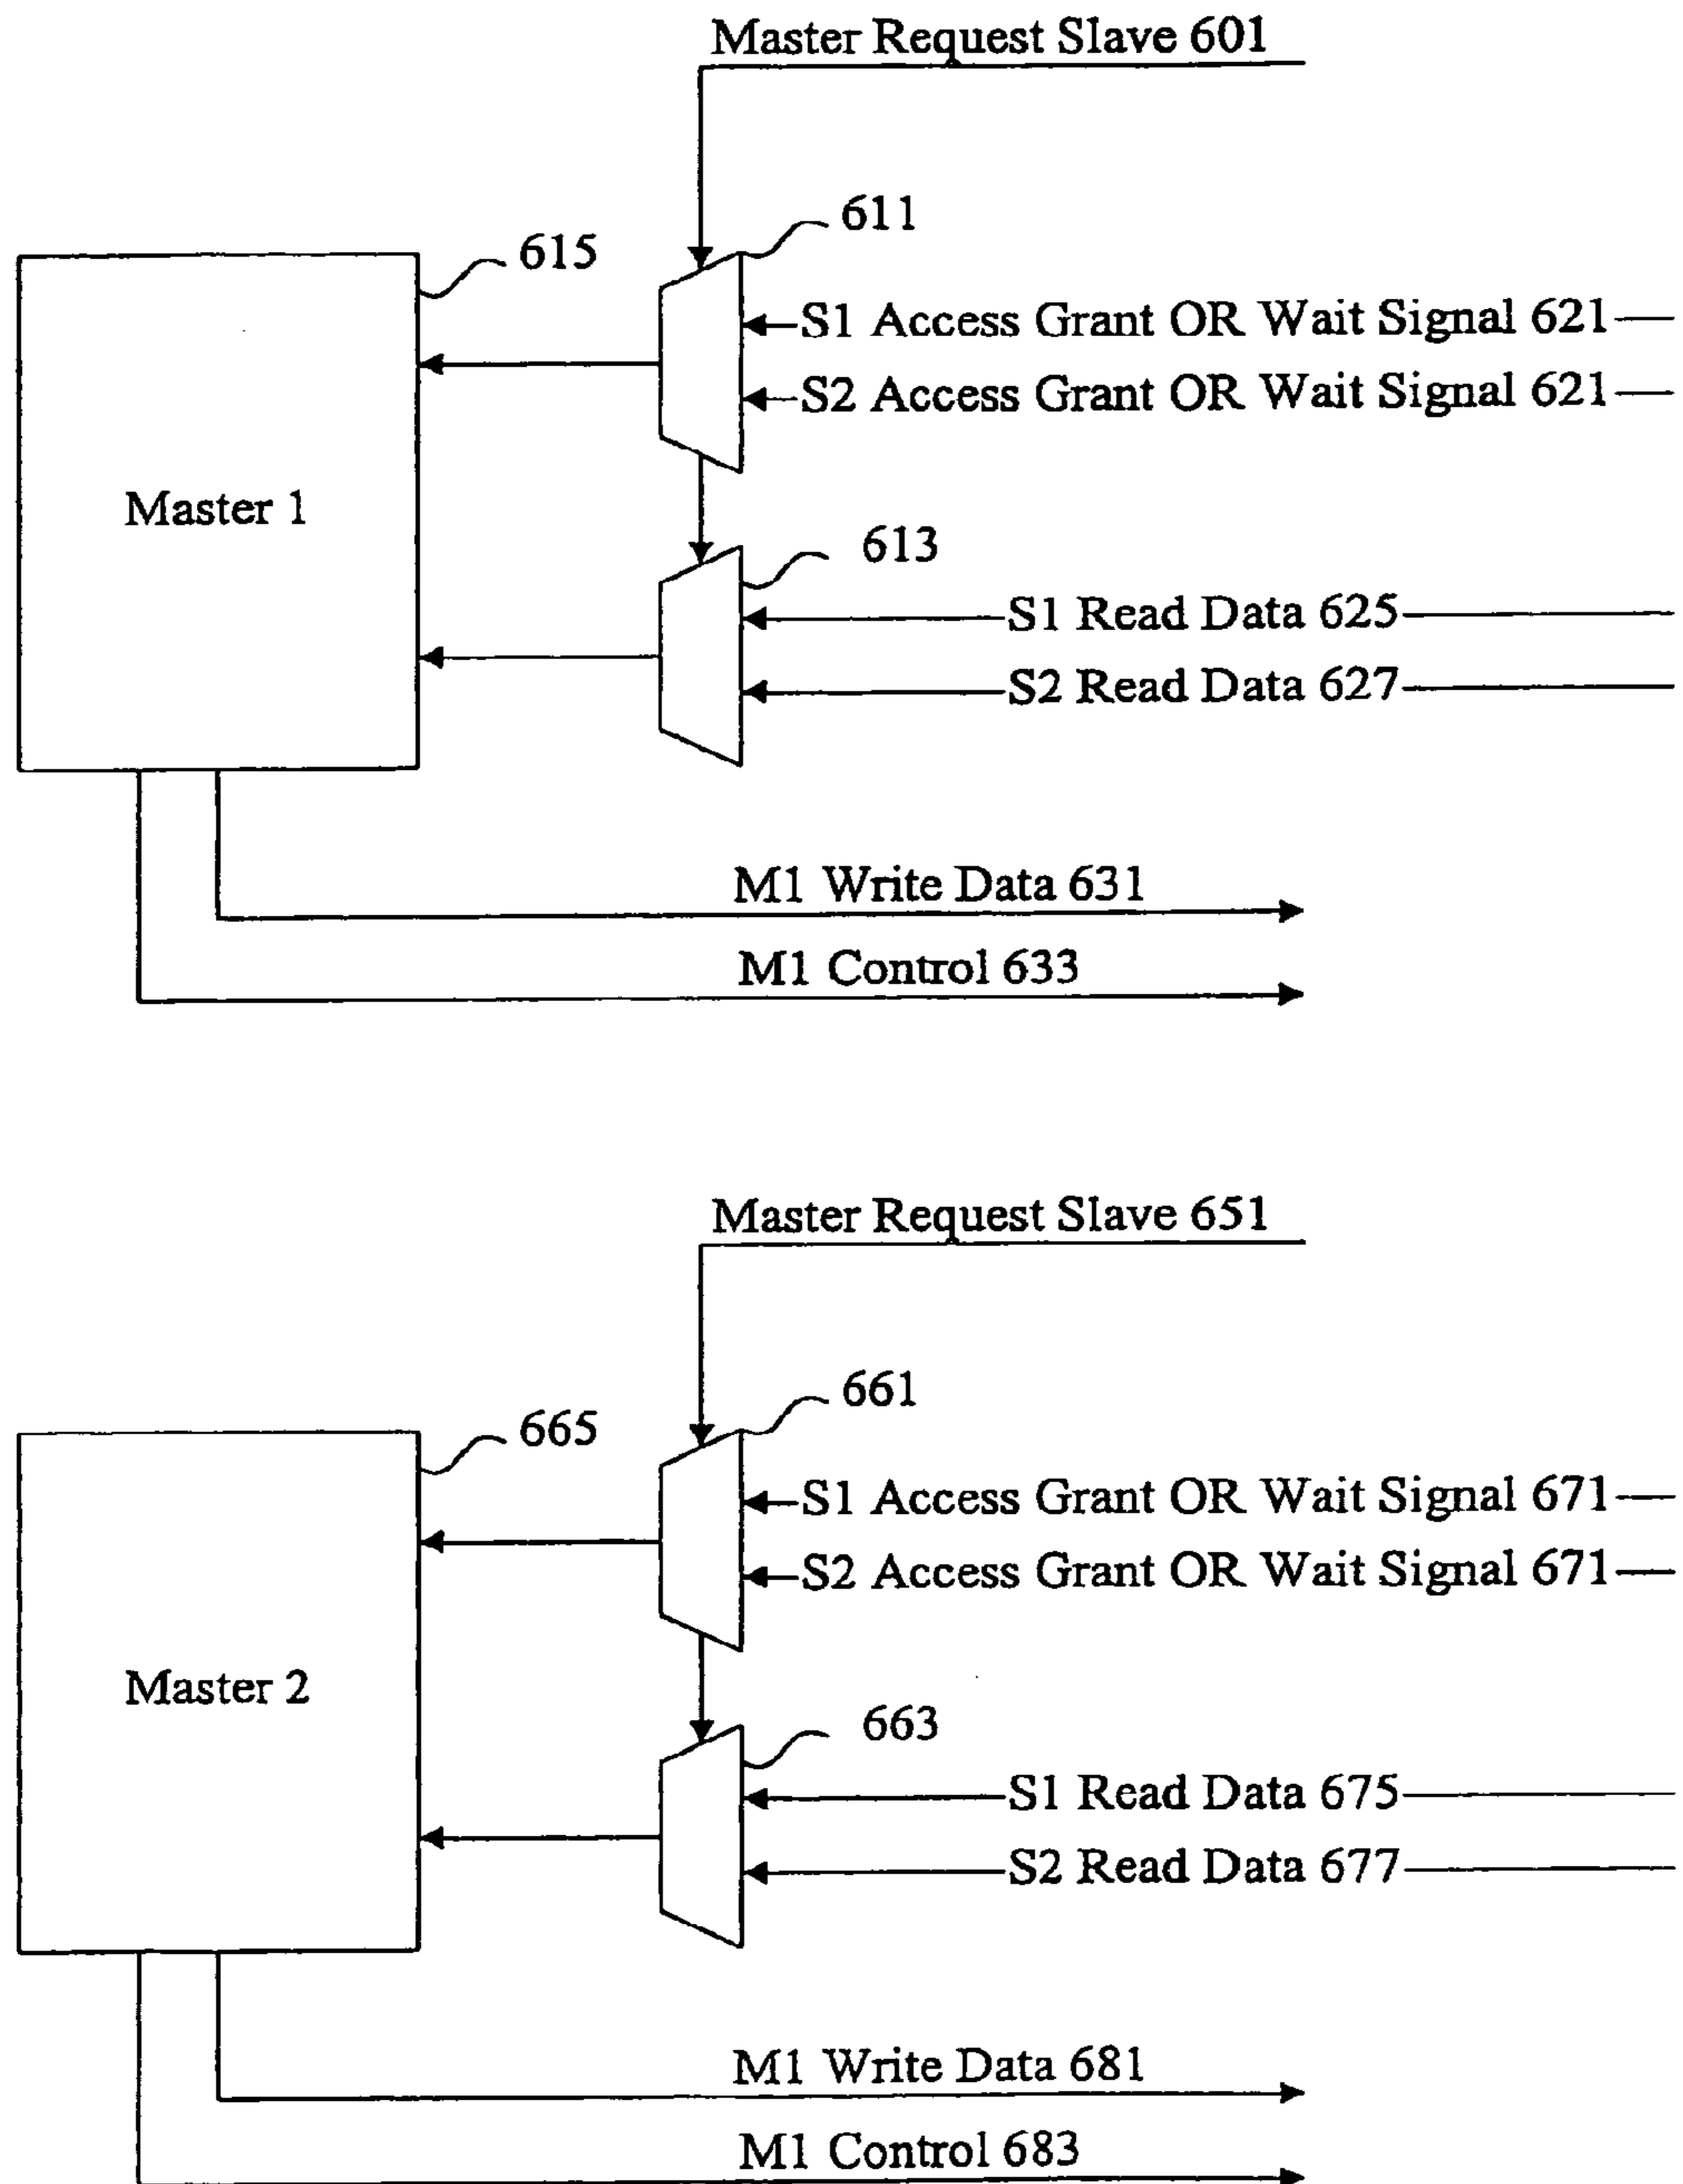 Master Request Slave 601
611
615
S1 Access Grant OR Wait Signal 621
S2 Access Grant OR Wait Signal 621
Master 1
613
S1 Read Data 625
S2 Read Data 627
M1 Write Data 631
M1 Control 633
Master Request Slave 651
661
665
S1 Access Grant OR Wait Signal 671
S2 Access Grant OR Wait Signal 671
Master 2
663
S1 Read Data 675
S2 Read Data 677
M1 Write Data 681
M1 Control 683